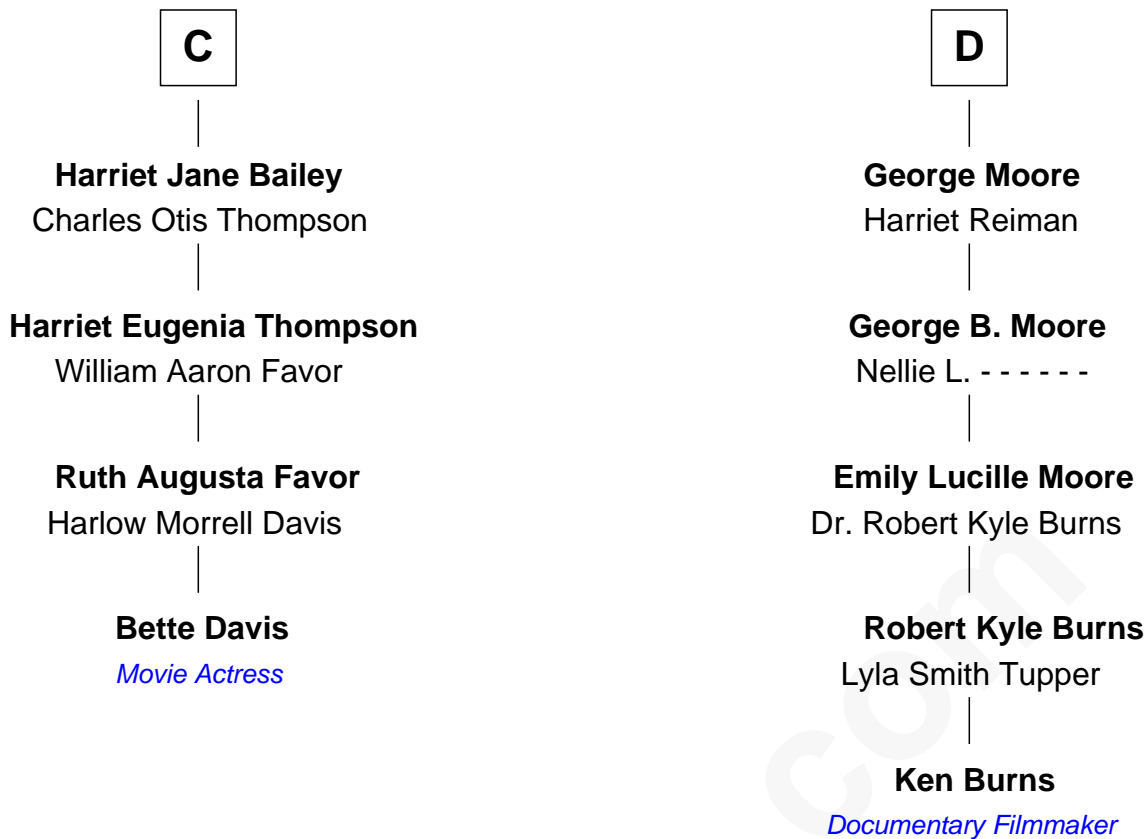 C
Harriet Jane Bailey
Charles Otis Thompson
Harriet Eugenia Thompson
William Aaron Favor
Ruth Augusta Favor
Harlow Morrell Davis
Bette Davis
Movie Actress
D
George Moore
Harriet Reiman
George B. Moore
Nellie L. - - - - - -
Emily Lucille Moore
Dr. Robert Kyle Burns
Robert Kyle Burns
Lyla Smith Tupper
Ken Burns
Documentary Filmmaker
com